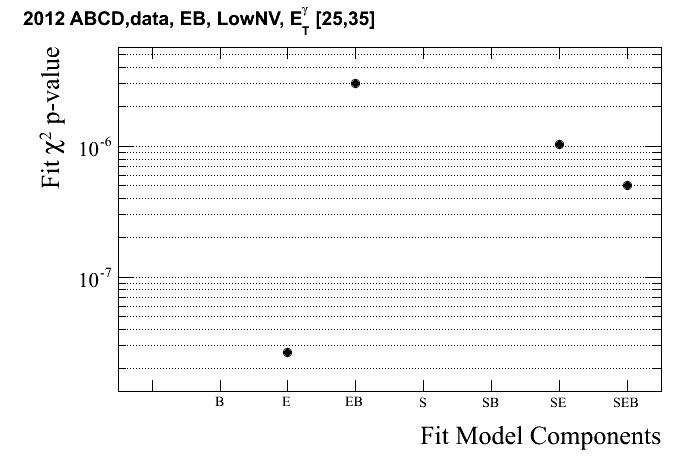 2012 ABCD,data, EB, LowNV, E_T^γ [25,35]
Fit χ² p-value
10⁻⁶
10⁻⁷
B E EB S SB SE SEB
Fit Model Components